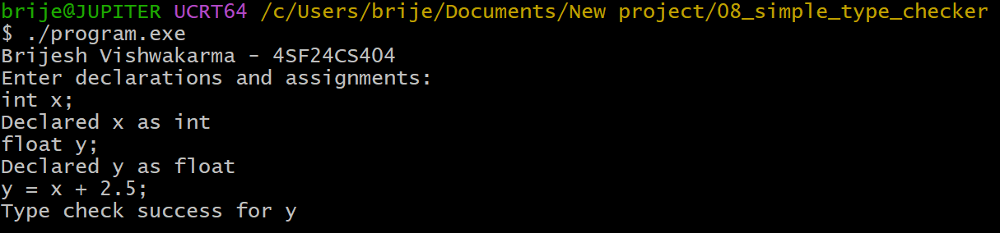 brije@JUPITER UCRT64 /c/Users/brije/Documents/New project/08_simple_type_checker
$ ./program.exe
Brijesh Vishwakarma - 4SF24CS404
Enter declarations and assignments:
int x;
Declared x as int
float y;
Declared y as float
y = x + 2.5;
Type check success for y